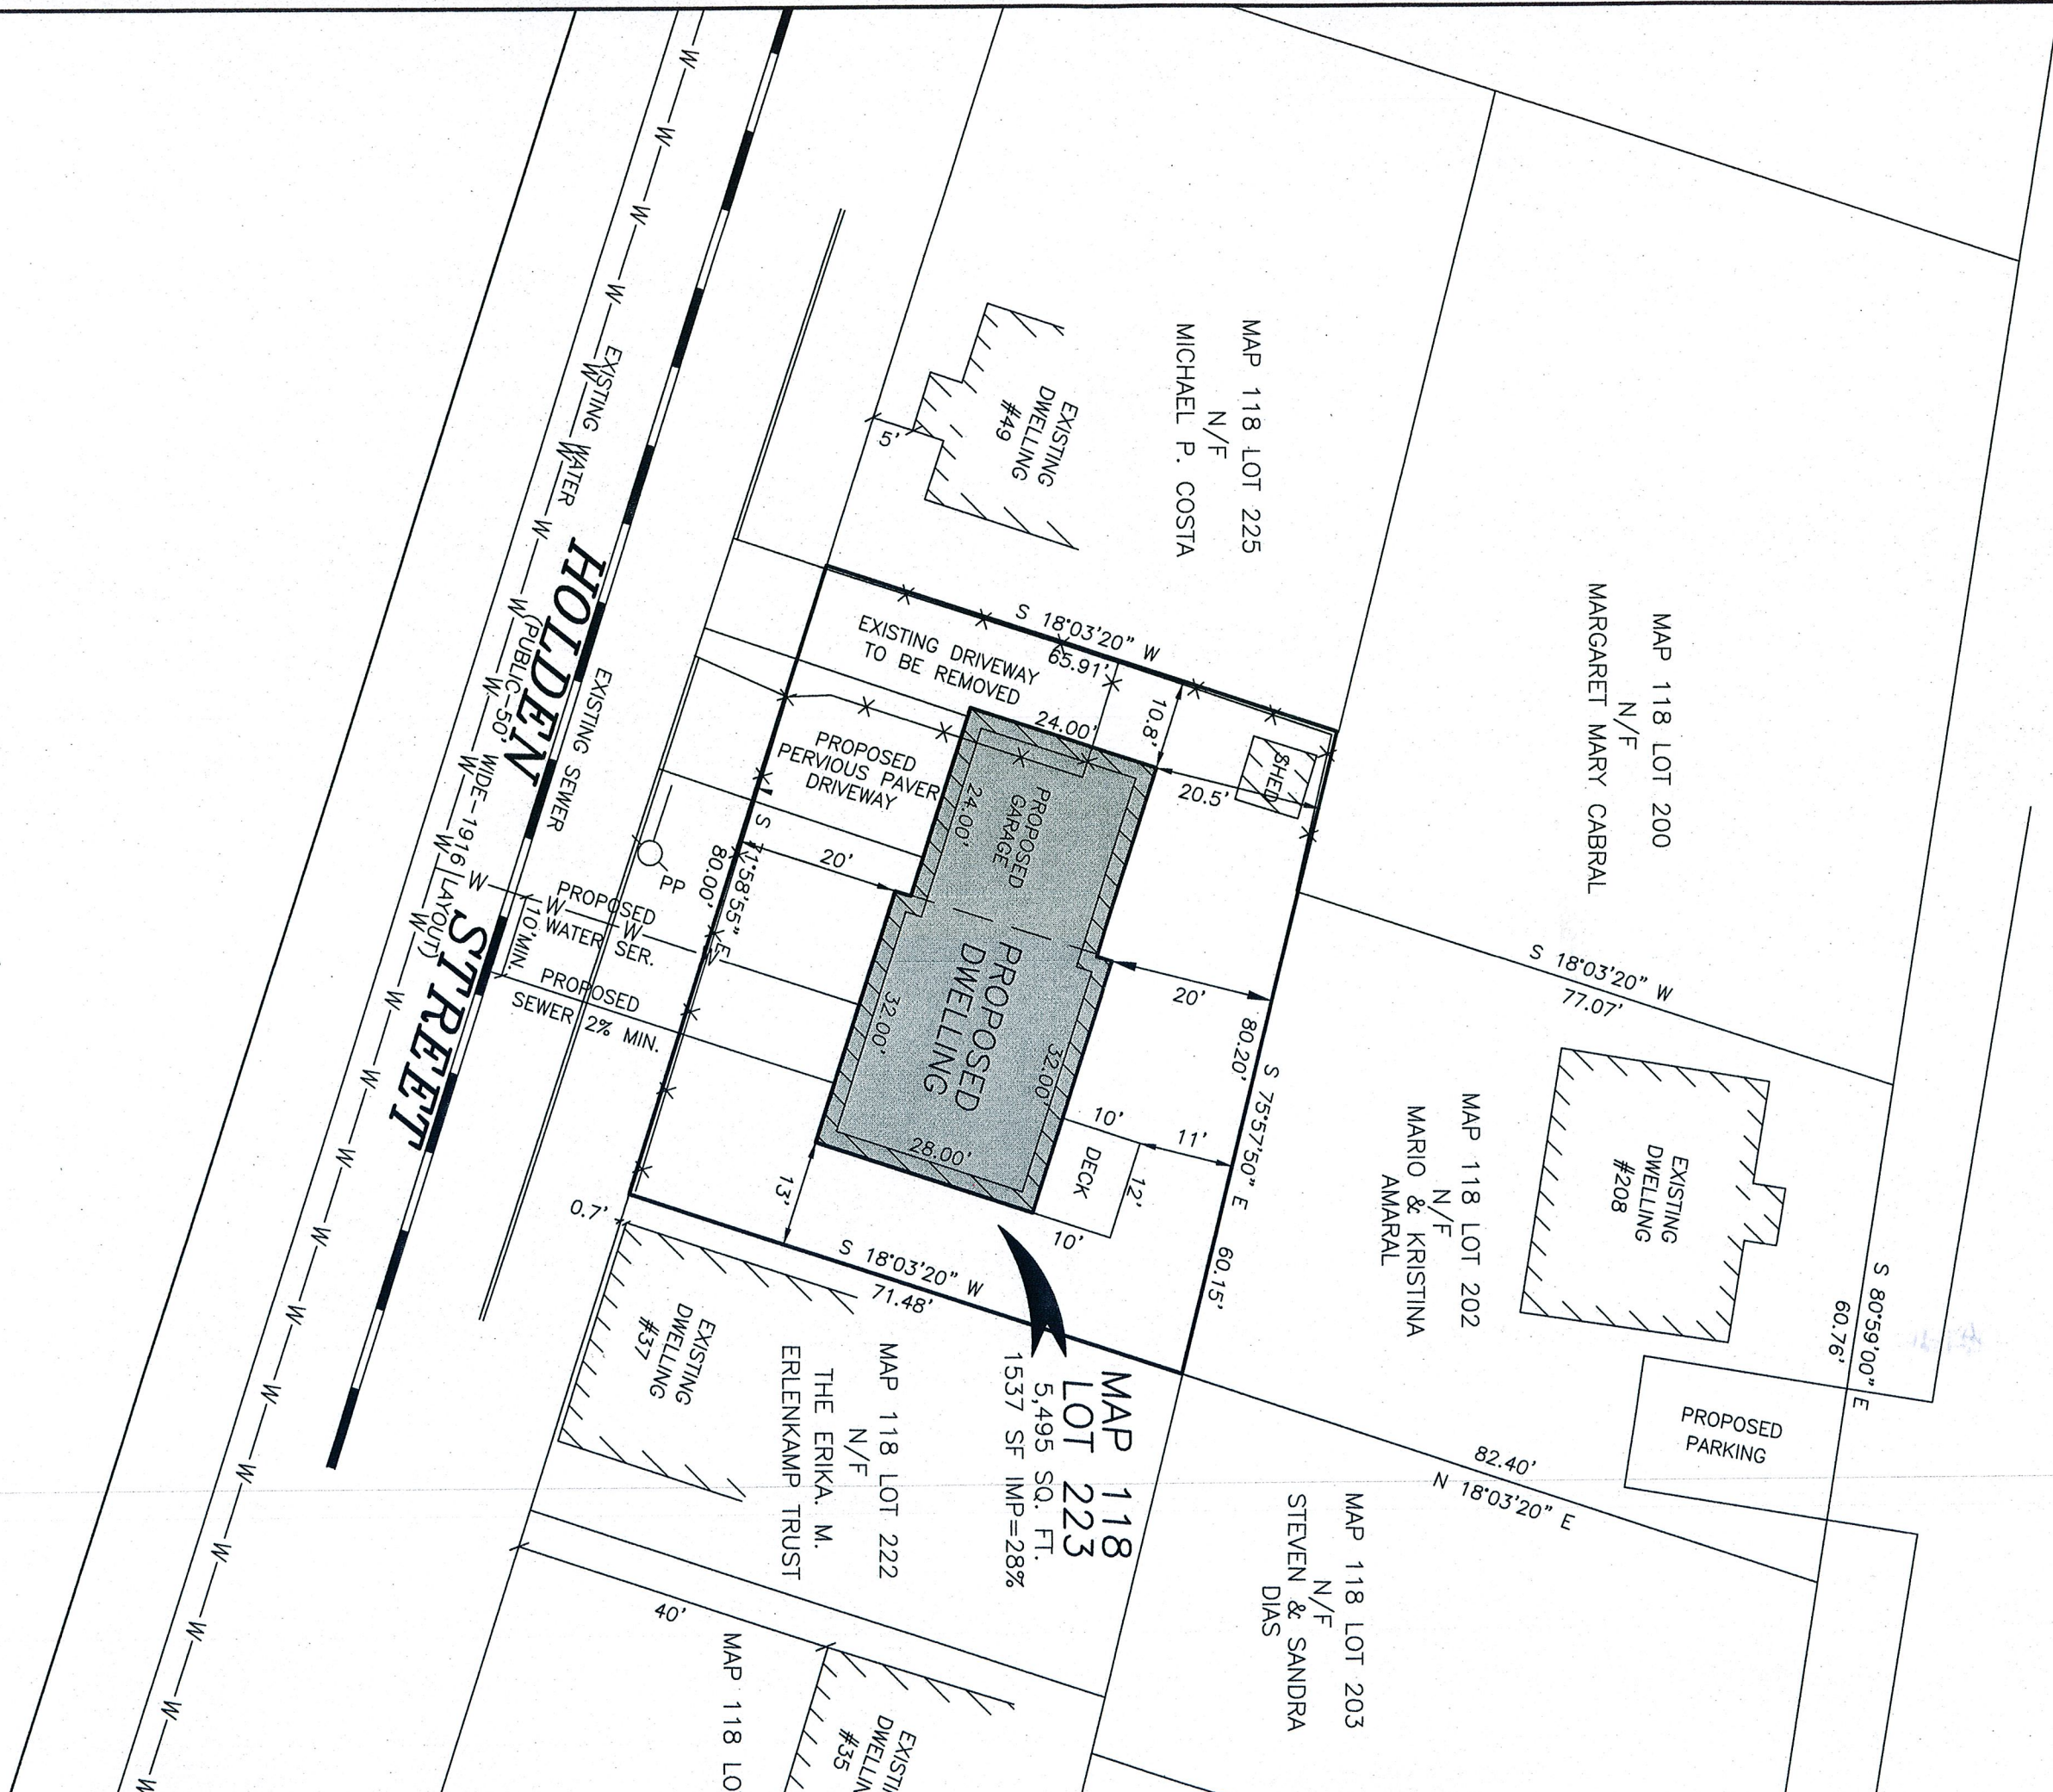 MAP 118 LOT 200
N/F
MARGARET MARY CABRAL
MAP 118 LOT 225
N/F
MICHAEL P. COSTA
EXISTING
DWELLING
#49
5'
S 18°03'20" W
77.07'
MAP 118 LOT 202
N/F
MARIO & KRISTINA
AMARAL
EXISTING
DWELLING
#208
S 80°59'00" E
60.76'
PROPOSED
PARKING
82.40'
N 18°03'20" E
MAP 118 LOT 203
N/F
STEVEN & SANDRA
DIAS
S 18°03'20" W
65.91'
EXISTING DRIVEWAY
TO BE REMOVED
10.8'
SHED
20.5'
24.00'
PROPOSED
GARAGE
24.00'
PROPOSED
PERVIOUS PAVER
DRIVEWAY
20'
20'
80.20'
S 75°57'50" E
60.15'
PROPOSED
DWELLING
32.00'
32.00'
28.00'
10'
11'
DECK
12'
10'
13'
S 18°03'20" W
71.48'
S 71°58'55" E
80.00'
PP
MAP 118
LOT 223
5,495 SQ. FT.
1537 SF IMP=28%
MAP 118 LOT 222
N/F
THE ERIKA. M.
ERLENKAMP TRUST
0.7'
EXISTING
DWELLING
#37
40'
MAP 118 LO
EXISTI
DWELLIN
#35
EXISTING WATER
EXISTING SEWER
HOLDEN STREET
(PUBLIC-50' WIDE-1916 LAYOUT)
PROPOSED
WATER SER.
10'MIN.
PROPOSED
SEWER 2% MIN.
W W W W W W W W W W W W W W W W W W W W W W W W
W W W W